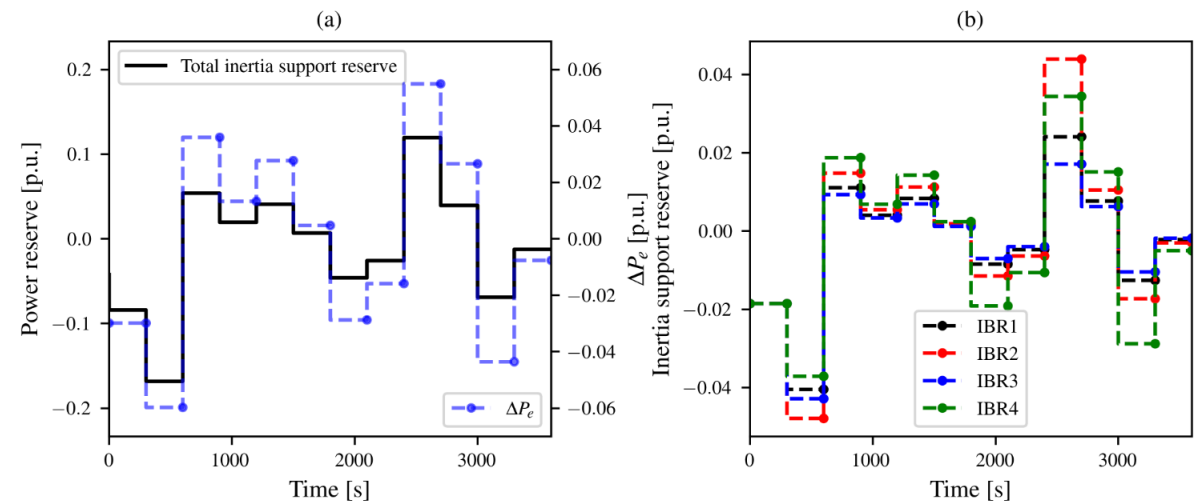 (a)
Power reserve [p.u.]
0.2
0.1
0.0
−0.1
−0.2
Total inertia support reserve
ΔPₑ
0.06
0.04
0.02
0.00
−0.02
−0.04
−0.06
ΔPₑ [p.u.]
0
1000
2000
3000
Time [s]
(b)
Inertia support reserve [p.u.]
0.04
0.02
0.00
−0.02
−0.04
IBR1
IBR2
IBR3
IBR4
0
1000
2000
3000
Time [s]